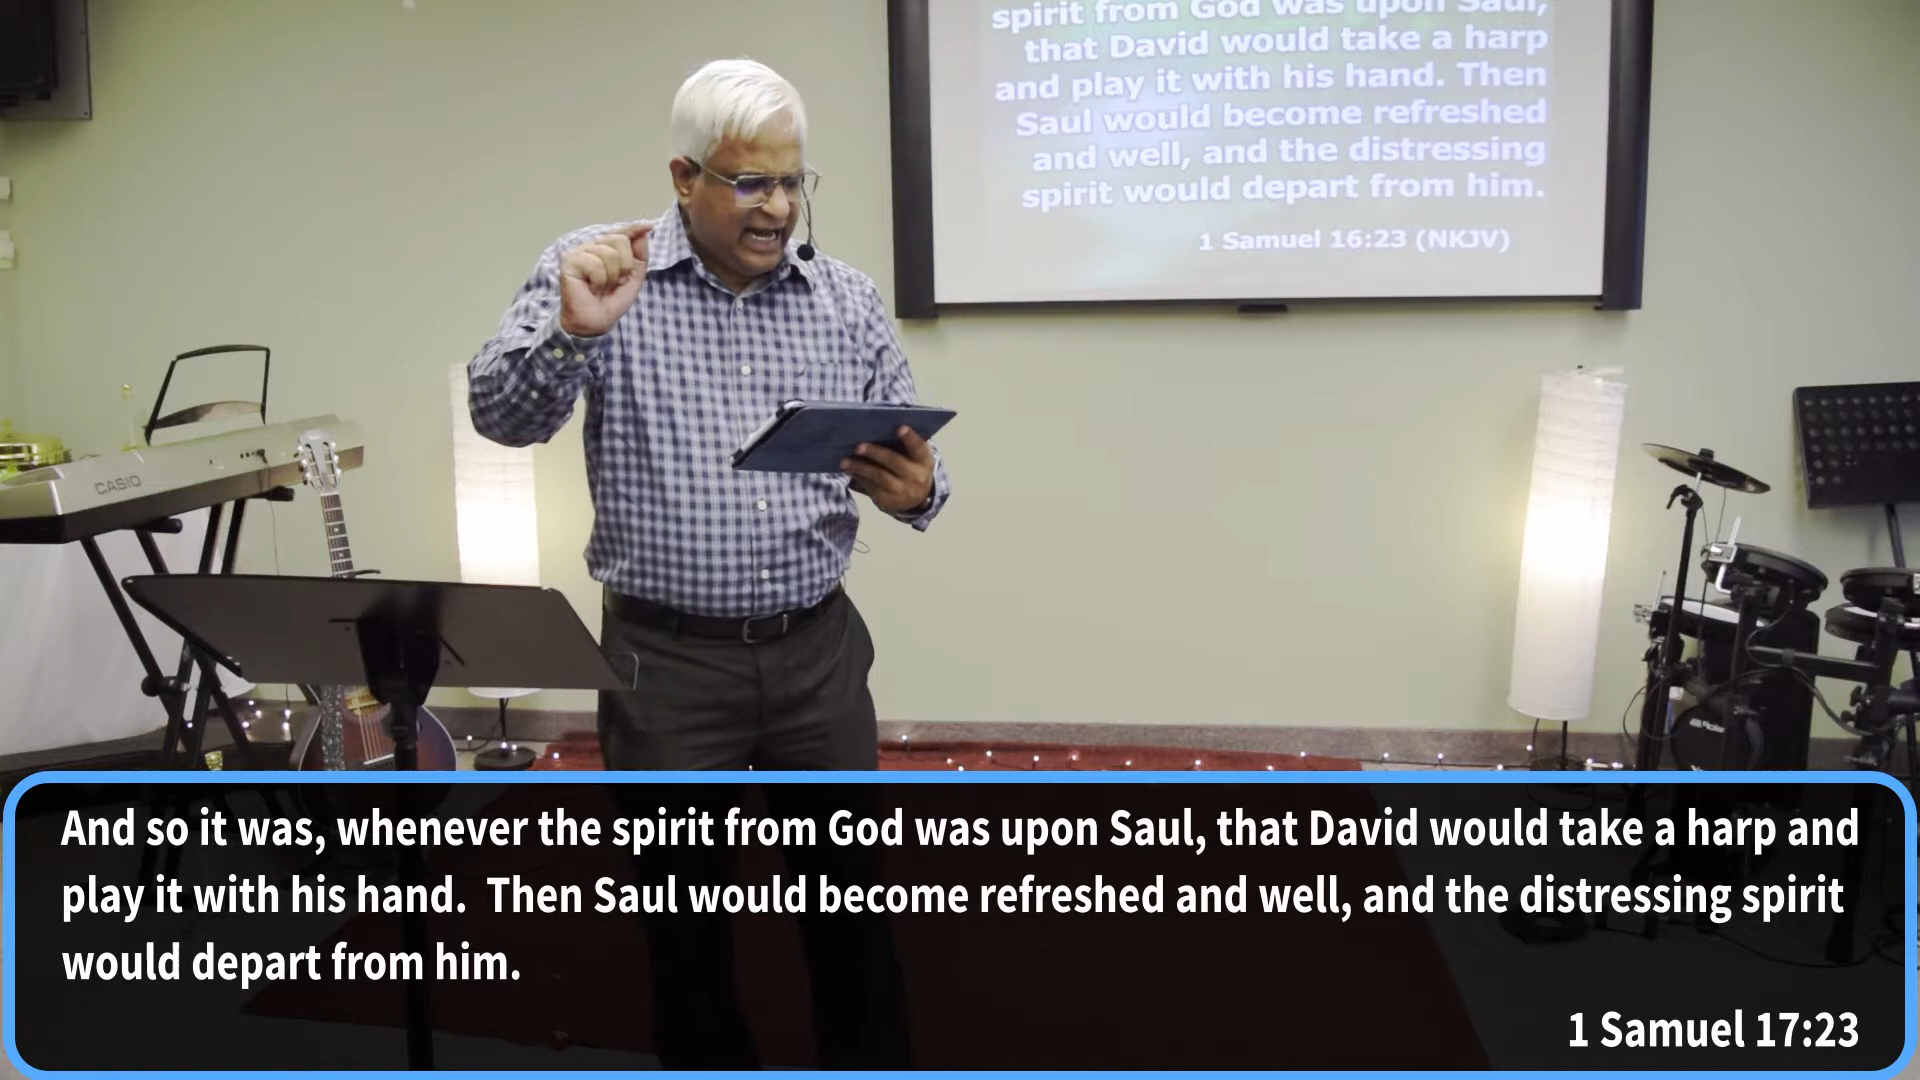 spirit from God was upon Saul,
that David would take a harp
and play it with his hand. Then
Saul would become refreshed
and well, and the distressing
spirit would depart from him.
1 Samuel 16:23 (NKJV)
CASIO
Roland
And so it was, whenever the spirit from God was upon Saul, that David would take a harp and
play it with his hand.  Then Saul would become refreshed and well, and the distressing spirit
would depart from him.
1 Samuel 17:23